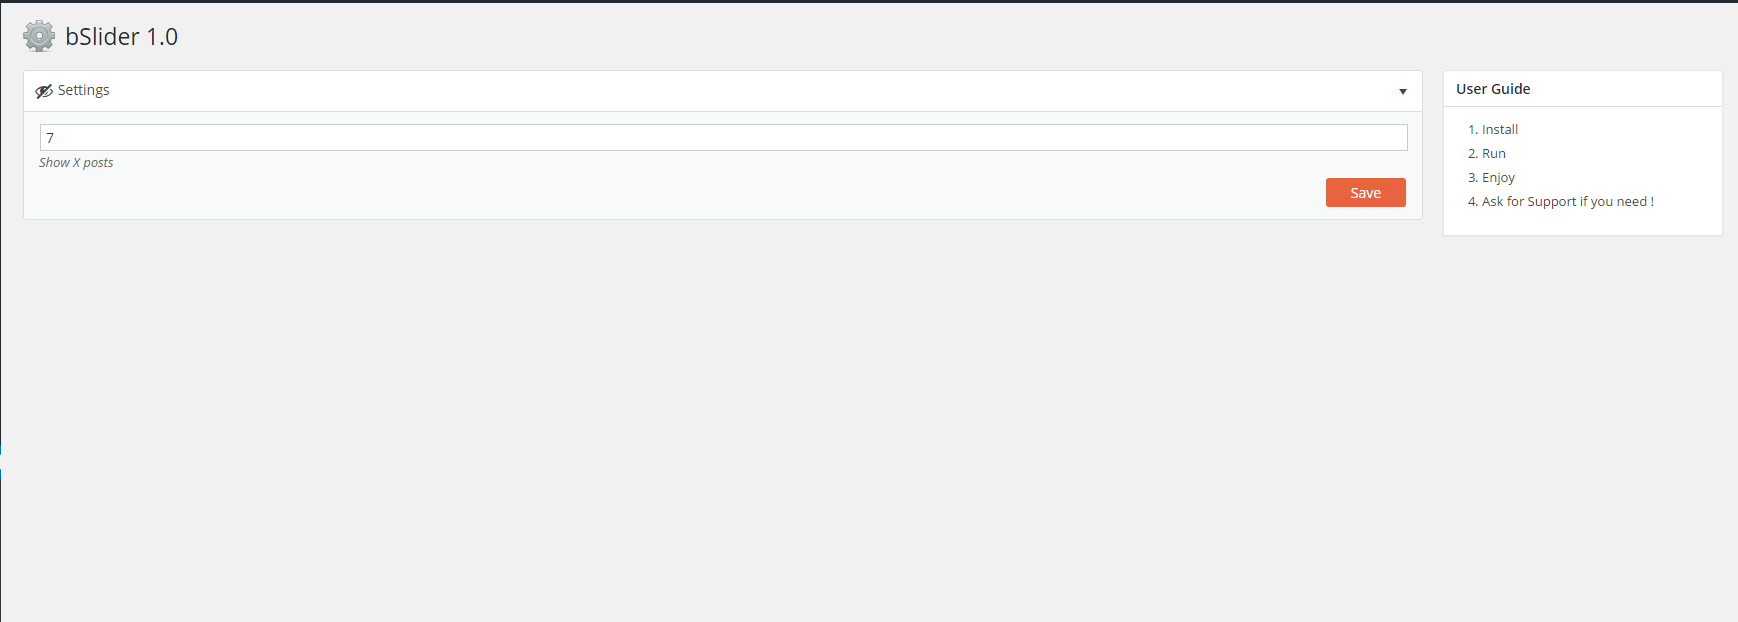 bSlider 1.0
Settings
7
Show X posts
Save
User Guide
1. Install
2. Run
3. Enjoy
4. Ask for Support if you need !